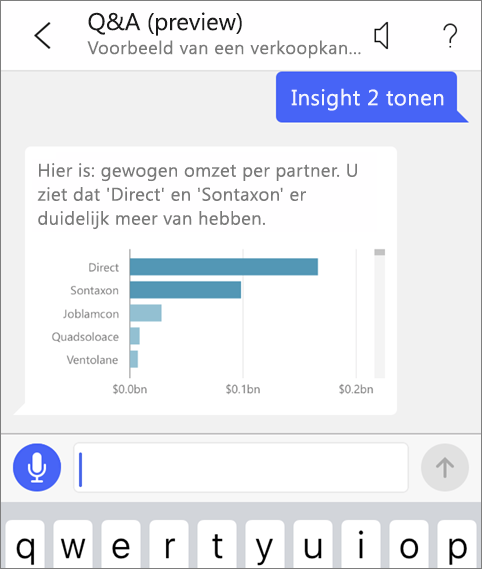 Q&A (preview)
Voorbeeld van een verkoopkan...
?
Insight 2 tonen
Hier is: gewogen omzet per partner. U
ziet dat 'Direct' en 'Sontaxon' er
duidelijk meer van hebben.
Direct
Sontaxon
Joblamcon
Quadsoloace
Ventolane
$0.0bn $0.1bn $0.2bn
q w e r t y u i o p